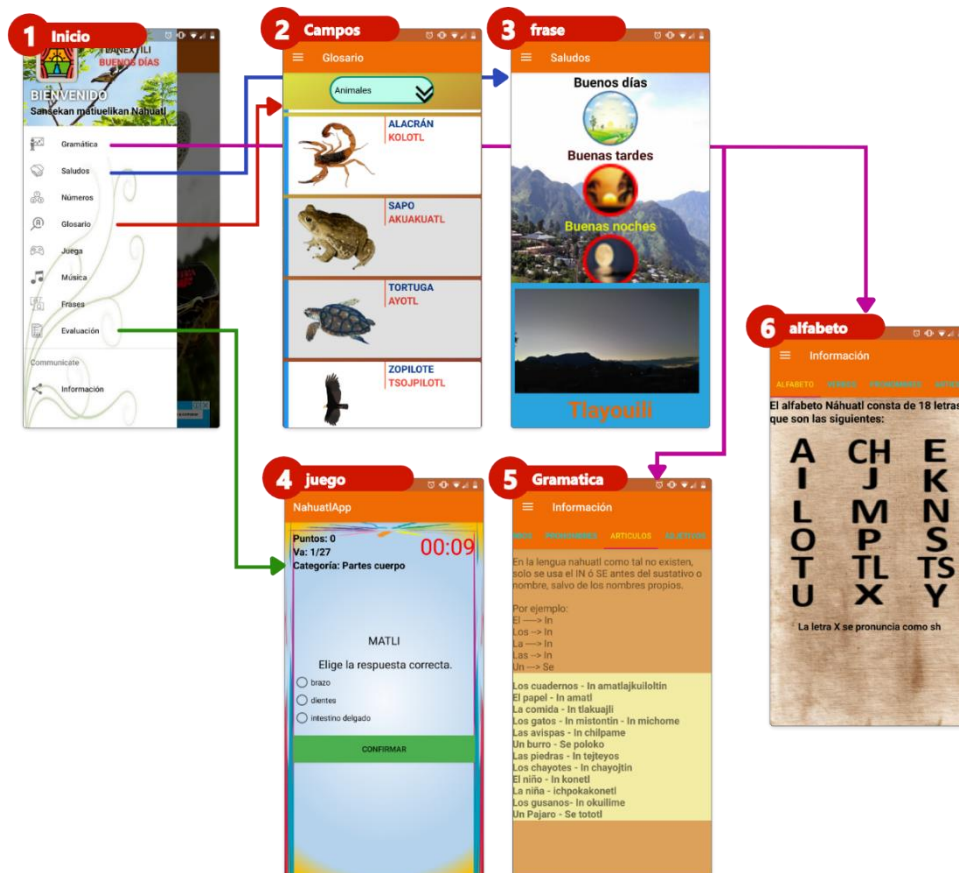 1 Inicio
TLANEXTILI
BUENOS DÍAS
BIENVENIDO
Sansekan matiuelikan Nahuatl
Gramática
Saludos
Números
Glosario
Juega
Música
Frases
Evaluación
Communicate
Información
2 Campos
Glosario
Animales
ALACRÁN
KOLOTL
SAPO
AKUAKUATL
TORTUGA
AYOTL
ZOPILOTE
TSOJPILOTL
3 frase
Saludos
Buenos días
Buenas tardes
Buenas noches
Tlayouili
4 juego
NahuatlApp
Puntos: 0
00:09
Va: 1/27
Categoría: Partes cuerpo
MATLI
Elige la respuesta correcta.
brazo
dientes
intestino delgado
CONFIRMAR
5 Gramatica
Información
PRONOMBRES ARTICULOS
En la lengua nahuatl como tal no existen,
solo se usa el IN ó SE antes del sustativo o
nombre, salvo de los nombres propios.
Por ejemplo:
El ----> In
Los --> In
La ---> In
Las --> In
Un ---> Se
Los cuadernos - In amatlajkuiloltin
El papel - In amatl
La comida - In tlakuajli
Los gatos - In mistontin - In michome
Las avispas - In chilpame
Un burro - Se poloko
Las piedras - In tejteyos
Los chayotes - In chayojtin
El niño - In konetl
La niña - ichpokakonetl
Los gusanos- In okuilime
Un Pajaro - Se tototl
6 alfabeto
Información
ALFABETO VERBOS PRONOMBRES
El alfabeto Náhuatl consta de 18 letras
que son las siguientes:
A CH E
I J K
L M N
O P S
T TL TS
U X Y
La letra X se pronuncia como sh